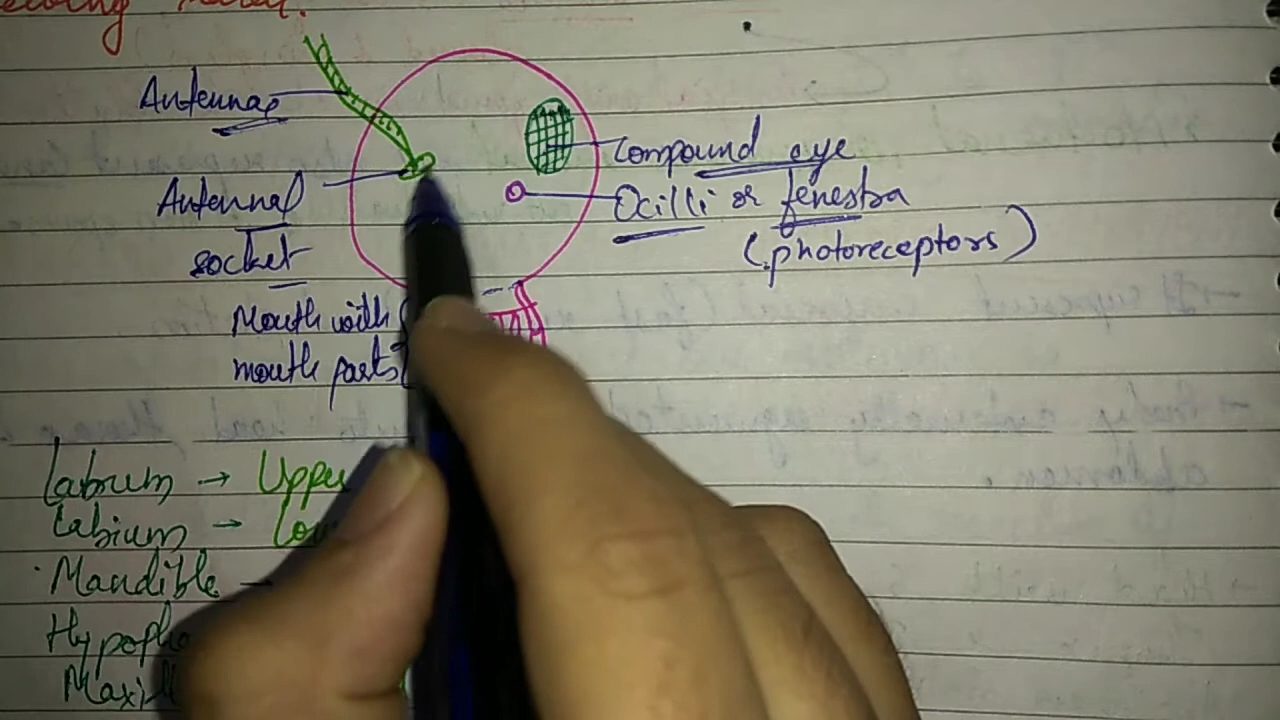 Antennae
Compound eye
Antennal
socket
Ocilli or fenestra
(photoreceptors)
Mouth with
mouth parts
Labrum → Upper
Labium →
Mandible